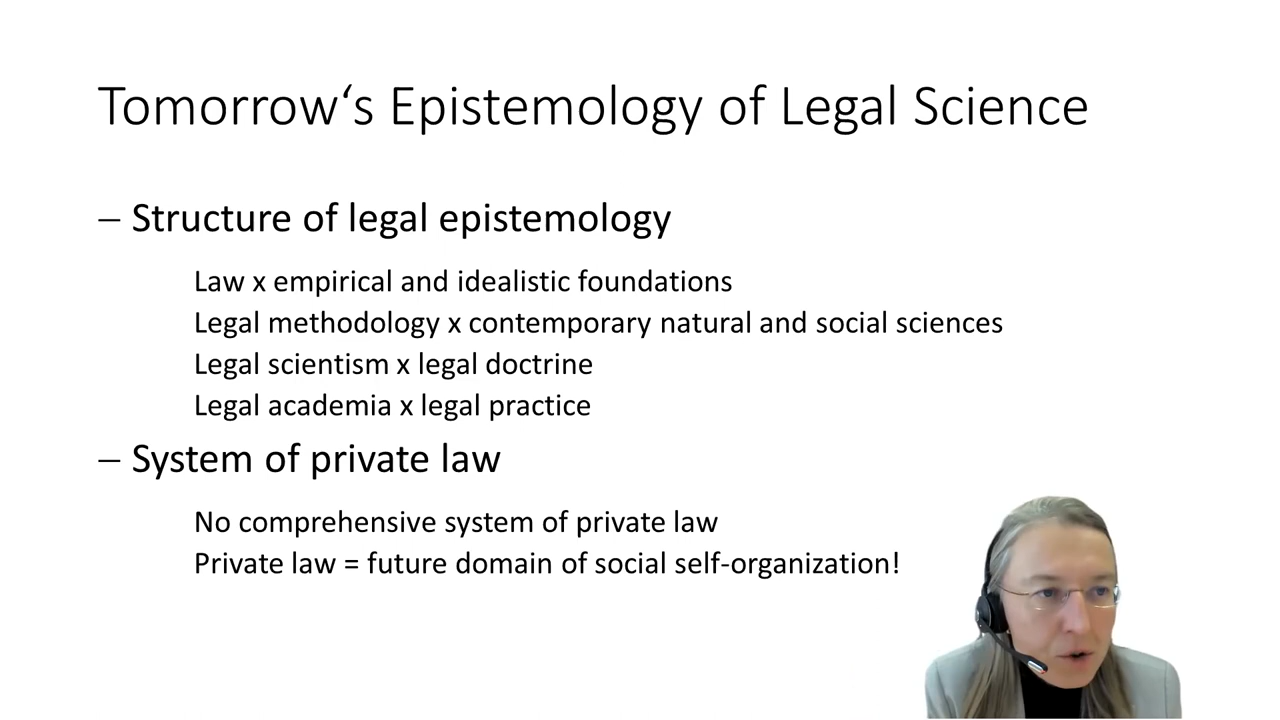 Tomorrow‘s Epistemology of Legal Science
– Structure of legal epistemology
Law x empirical and idealistic foundations
Legal methodology x contemporary natural and social sciences
Legal scientism x legal doctrine
Legal academia x legal practice
– System of private law
No comprehensive system of private law
Private law = future domain of social self-organization!